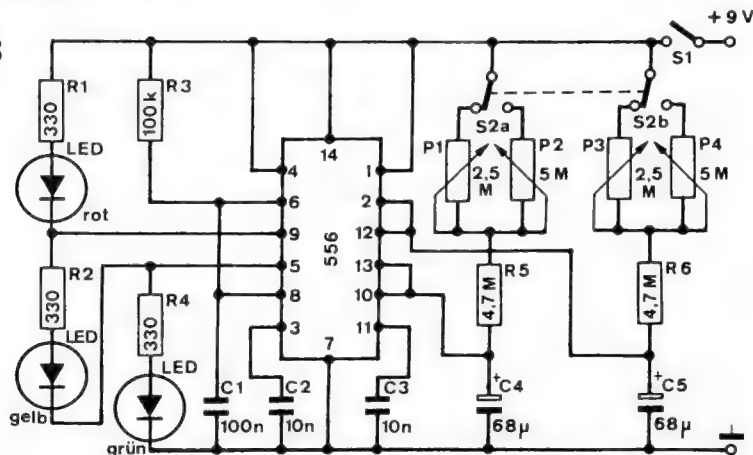 +9 V
S1
R1
330
R3
100 k
LED
rot
14
4
6
9
5
8
3
7
1
2
12
13
10
11
556
S2a
S2b
P1
2,5
M
P2
5 M
P3
2,5
M
P4
5 M
R2
330
R4
330
LED
gelb
LED
grün
R5
4,7 M
R6
4,7 M
C1
100n
C2
10n
C3
10n
+
C4
68µ
+
C5
68µ